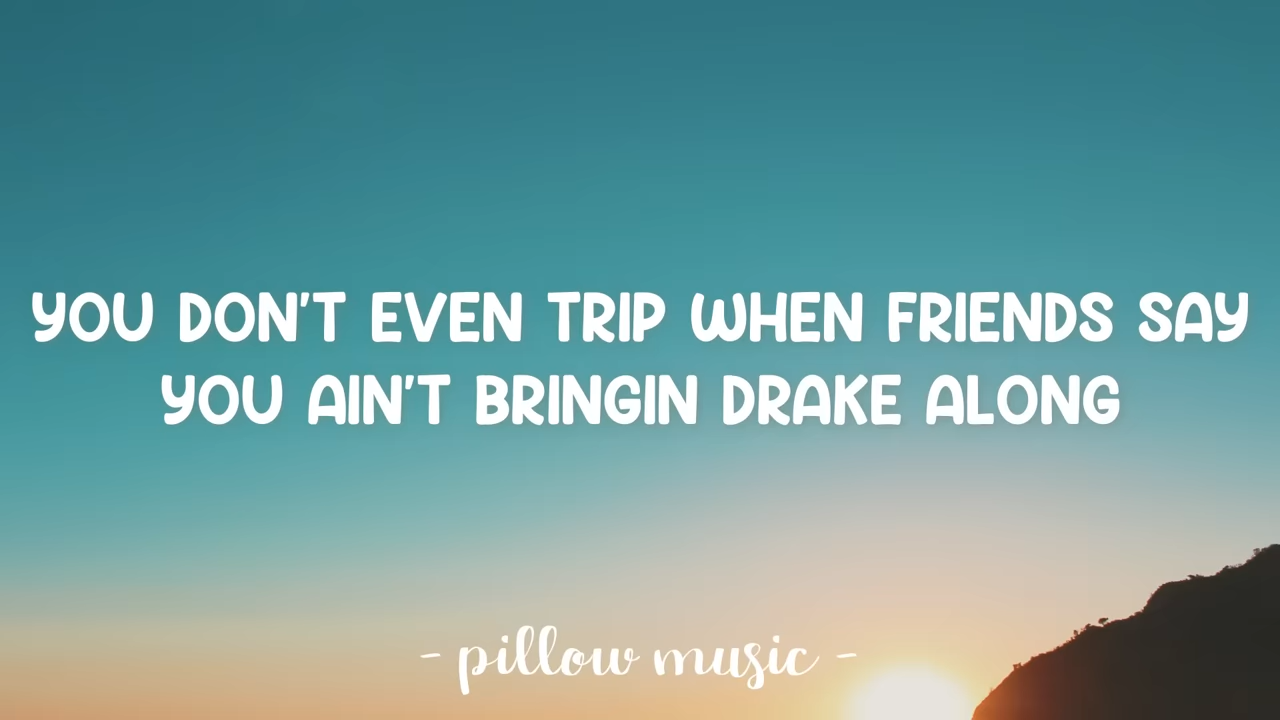 YOU DON'T EVEN TRIP WHEN FRIENDS SAY
YOU AIN'T BRINGIN DRAKE ALONG
- pillow music -